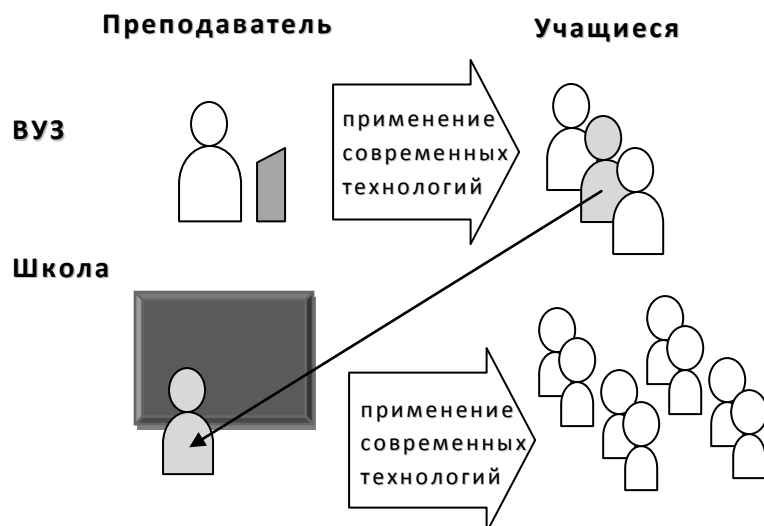 Преподаватель
Учащиеся
ВУЗ
применение
современных
технологий
Школа
применение
современных
технологий